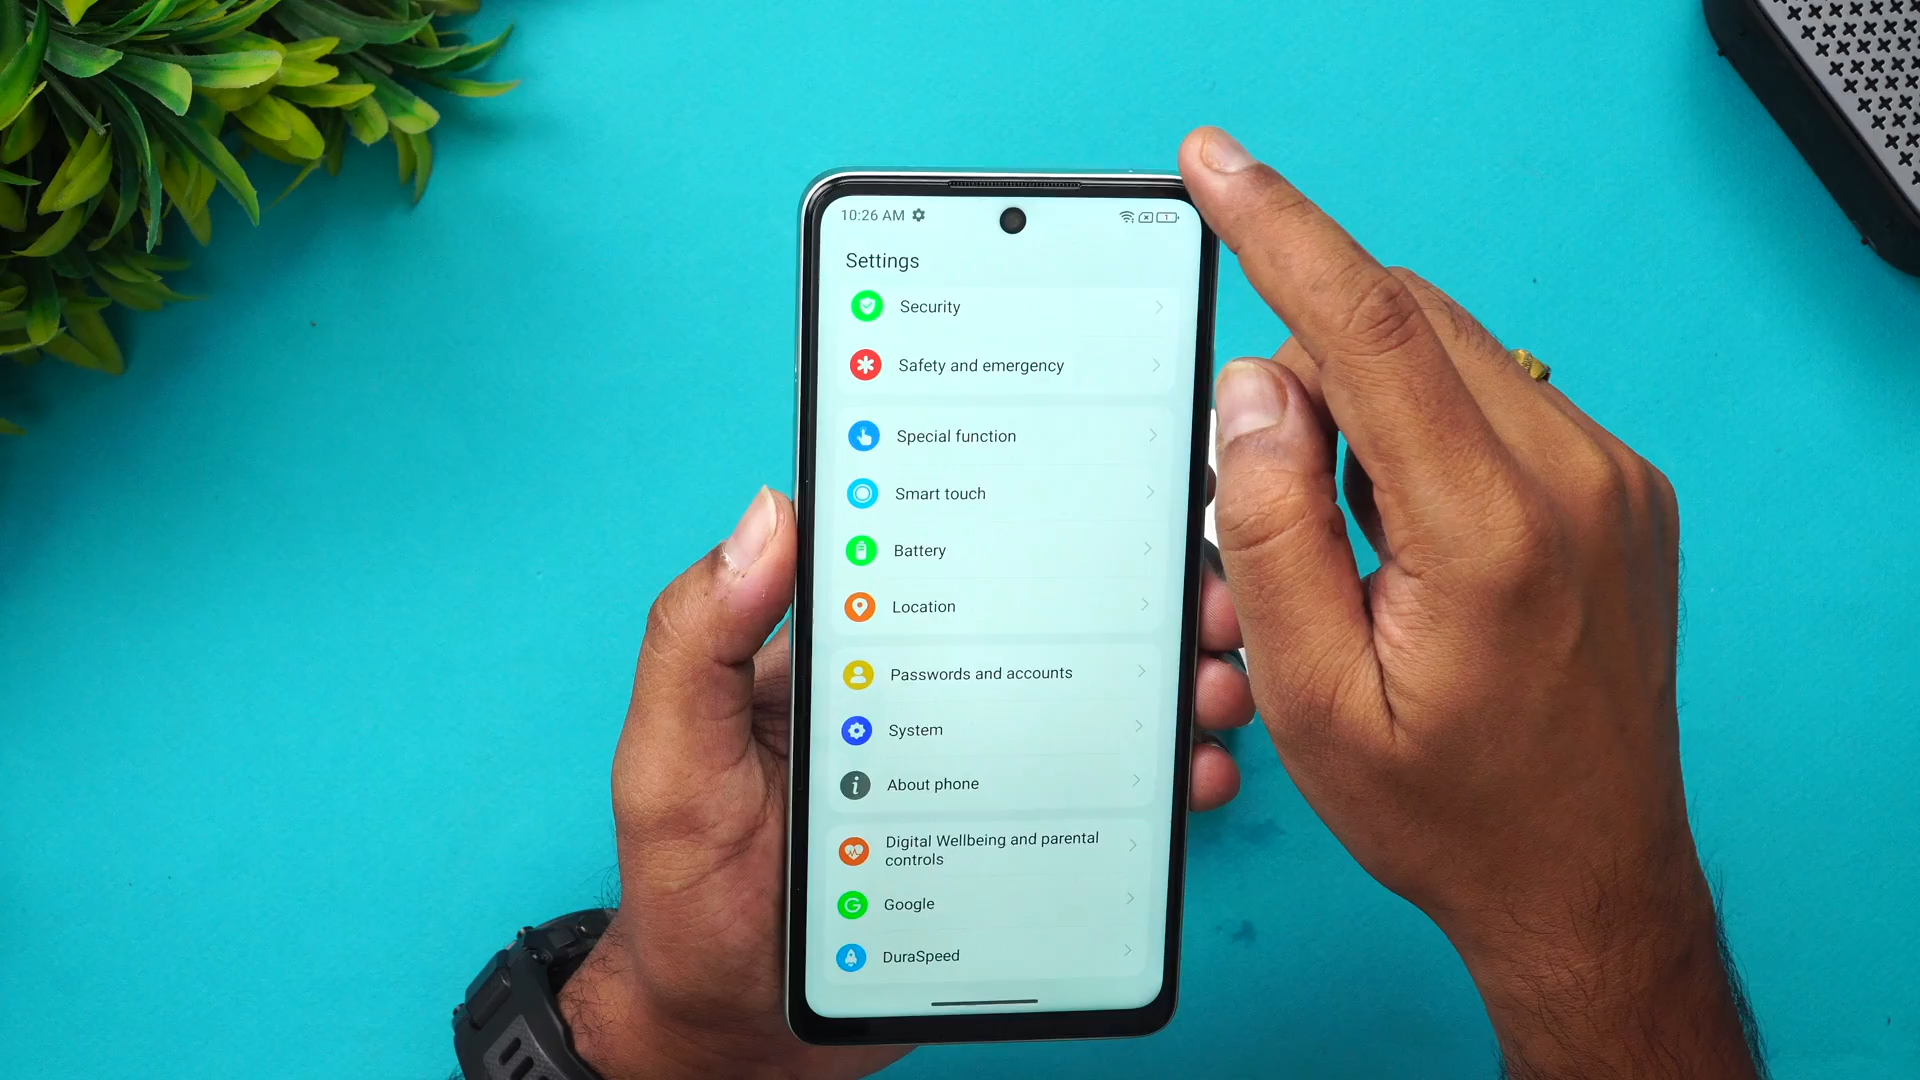 10:26 AM
Settings
Security
Safety and emergency
Special function
Smart touch
Battery
Location
Passwords and accounts
System
About phone
Digital Wellbeing and parental
controls
Google
DuraSpeed